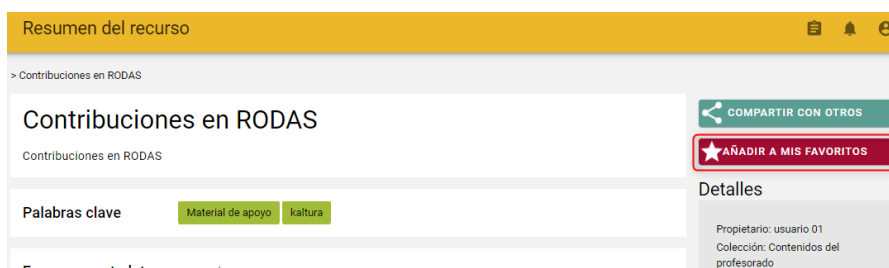 Resumen del recurso
> Contribuciones en RODAS
Contribuciones en RODAS
Contribuciones en RODAS
COMPARTIR CON OTROS
AÑADIR A MIS FAVORITOS
Detalles
Palabras clave
Material de apoyo
kaltura
Propietario: usuario 01
Colección: Contenidos del
profesorado